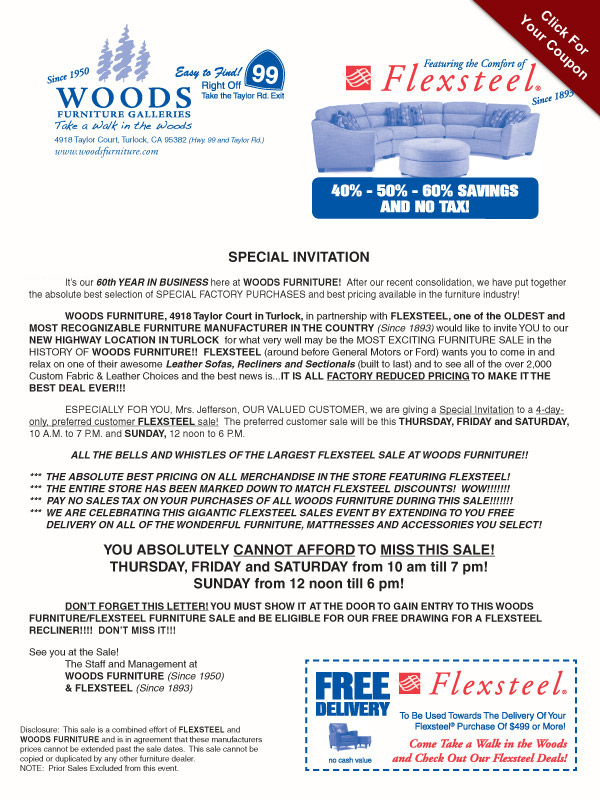 Click For
Your Coupon
Since 1950
WOODS
FURNITURE GALLERIES
Take a Walk in the Woods
Easy to Find!
Right Off
Take the Taylor Rd. Exit
99
4918 Taylor Court, Turlock, CA 95382 (Hwy. 99 and Taylor Rd.)
www.woodsfurniture.com
Featuring the Comfort of
Flexsteel®
Since 1893
40% - 50% - 60% SAVINGS
AND NO TAX!
SPECIAL INVITATION
It's our 60th YEAR IN BUSINESS here at WOODS FURNITURE! After our recent consolidation, we have put together
the absolute best selection of SPECIAL FACTORY PURCHASES and best pricing available in the furniture industry!
WOODS FURNITURE, 4918 Taylor Court in Turlock, in partnership with FLEXSTEEL, one of the OLDEST and
MOST RECOGNIZABLE FURNITURE MANUFACTURER IN THE COUNTRY (Since 1893) would like to invite YOU to our
NEW HIGHWAY LOCATION IN TURLOCK for what very well may be the MOST EXCITING FURNITURE SALE in the
HISTORY OF WOODS FURNITURE!! FLEXSTEEL (around before General Motors or Ford) wants you to come in and
relax on one of their awesome Leather Sofas, Recliners and Sectionals (built to last) and to see all of the over 2,000
Custom Fabric & Leather Choices and the best news is...IT IS ALL FACTORY REDUCED PRICING TO MAKE IT THE
BEST DEAL EVER!!!
ESPECIALLY FOR YOU, Mrs. Jefferson, OUR VALUED CUSTOMER, we are giving a Special Invitation to a 4-day-
only, preferred customer FLEXSTEEL sale! The preferred customer sale will be this THURSDAY, FRIDAY and SATURDAY,
10 A.M. to 7 P.M. and SUNDAY, 12 noon to 6 P.M.
ALL THE BELLS AND WHISTLES OF THE LARGEST FLEXSTEEL SALE AT WOODS FURNITURE!!
*** THE ABSOLUTE BEST PRICING ON ALL MERCHANDISE IN THE STORE FEATURING FLEXSTEEL!
*** THE ENTIRE STORE HAS BEEN MARKED DOWN TO MATCH FLEXSTEEL DISCOUNTS! WOW!!!!!!!
*** PAY NO SALES TAX ON YOUR PURCHASES OF ALL WOODS FURNITURE DURING THIS SALE!!!!!!!
*** WE ARE CELEBRATING THIS GIGANTIC FLEXSTEEL SALES EVENT BY EXTENDING TO YOU FREE
DELIVERY ON ALL OF THE WONDERFUL FURNITURE, MATTRESSES AND ACCESSORIES YOU SELECT!
YOU ABSOLUTELY CANNOT AFFORD TO MISS THIS SALE!
THURSDAY, FRIDAY and SATURDAY from 10 am till 7 pm!
SUNDAY from 12 noon till 6 pm!
DON'T FORGET THIS LETTER! YOU MUST SHOW IT AT THE DOOR TO GAIN ENTRY TO THIS WOODS
FURNITURE/FLEXSTEEL FURNITURE SALE and BE ELIGIBLE FOR OUR FREE DRAWING FOR A FLEXSTEEL
RECLINER!!!! DON'T MISS IT!!!
See you at the Sale!
The Staff and Management at
WOODS FURNITURE (Since 1950)
& FLEXSTEEL (Since 1893)
Disclosure: This sale is a combined effort of FLEXSTEEL and
WOODS FURNITURE and is in agreement that these manufacturers
prices cannot be extended past the sale dates. This sale cannot be
copied or duplicated by any other furniture dealer.
NOTE: Prior Sales Excluded from this event.
FREE
DELIVERY
no cash value
Flexsteel®
To Be Used Towards The Delivery Of Your
Flexsteel® Purchase Of $499 or More!
Come Take a Walk in the Woods
and Check Out Our Flexsteel Deals!